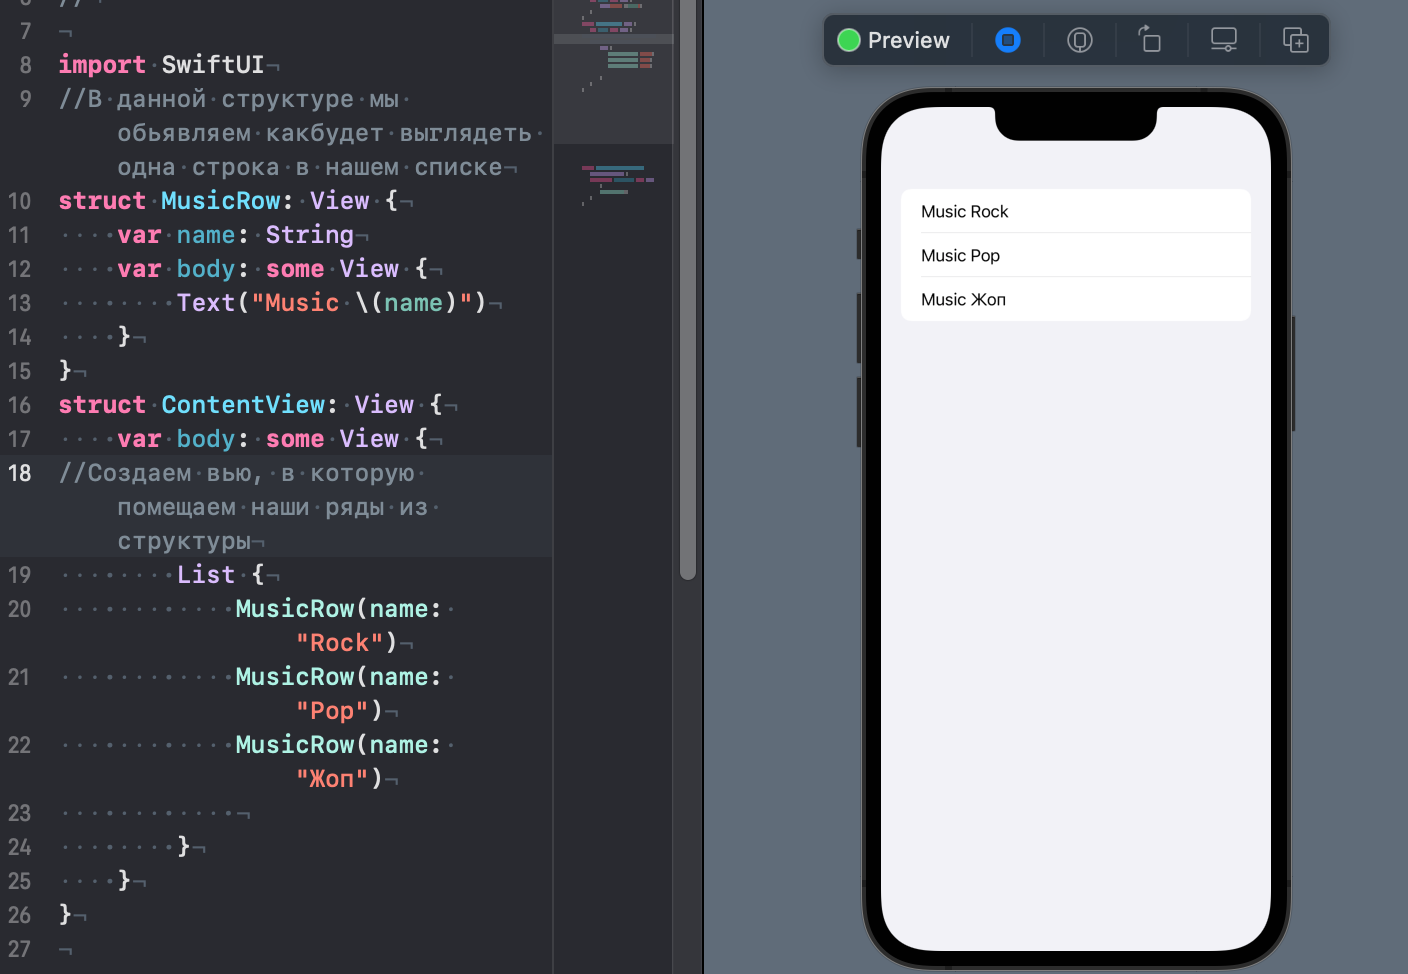 6 //
7
8 import SwiftUI
9 //В данной структуре мы
обьявляем какбудет выглядеть
одна строка в нашем списке
10 struct MusicRow: View {
11 var name: String
12 var body: some View {
13 Text("Music \(name)")
14 }
15 }
16 struct ContentView: View {
17 var body: some View {
18 //Создаем вью, в которую
помещаем наши ряды из
структуры
19 List {
20 MusicRow(name:
"Rock")
21 MusicRow(name:
"Pop")
22 MusicRow(name:
"Жоп")
23
24 }
25 }
26 }
27
Preview
Music Rock
Music Pop
Music Жоп